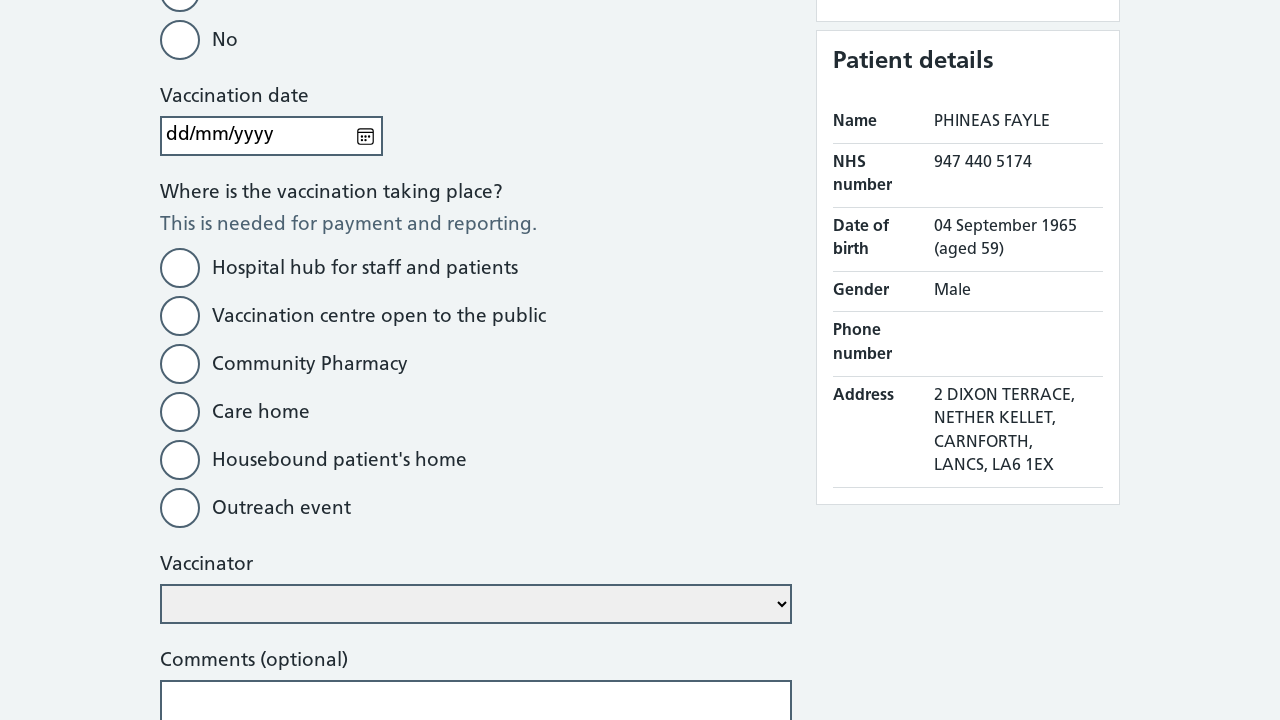 No
Vaccination date
dd/mm/yyyy
Where is the vaccination taking place?
This is needed for payment and reporting.
Hospital hub for staff and patients
Vaccination centre open to the public
Community Pharmacy
Care home
Housebound patient's home
Outreach event
Vaccinator
Comments (optional)
Patient details
Name PHINEAS FAYLE
NHS number 947 440 5174
Date of birth 04 September 1965 (aged 59)
Gender Male
Phone number
Address 2 DIXON TERRACE,
NETHER KELLET,
CARNFORTH,
LANCS, LA6 1EX